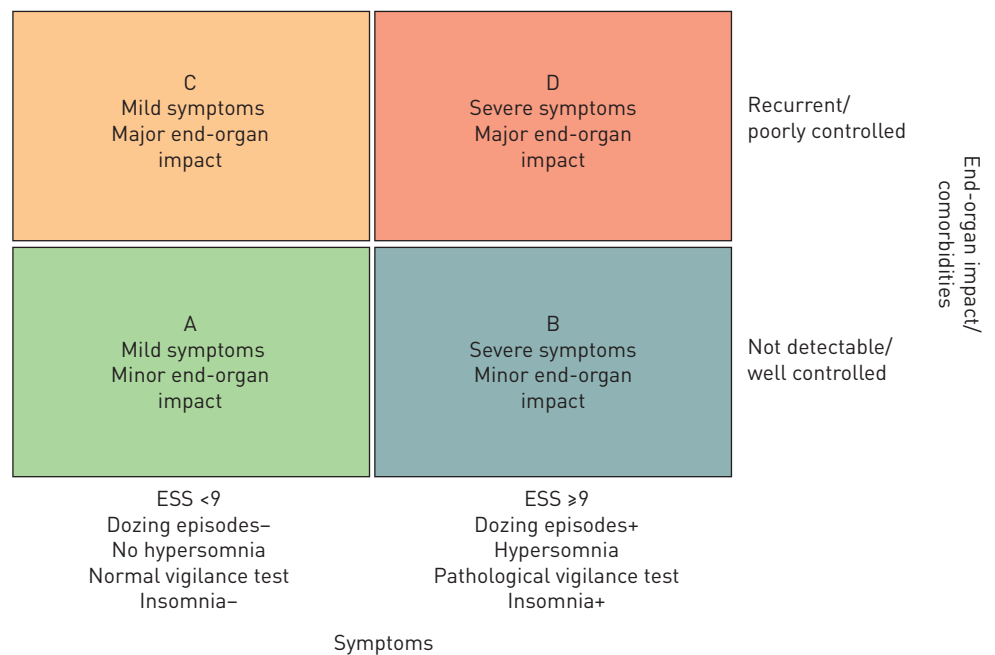 C
Mild symptoms
Major end-organ
impact
D
Severe symptoms
Major end-organ
impact
Recurrent/
poorly controlled
A
Mild symptoms
Minor end-organ
impact
B
Severe symptoms
Minor end-organ
impact
Not detectable/
well controlled
End-organ impact/
comorbidities
ESS <9
Dozing episodes–
No hypersomnia
Normal vigilance test
Insomnia–
ESS ⩾9
Dozing episodes+
Hypersomnia
Pathological vigilance test
Insomnia+
Symptoms